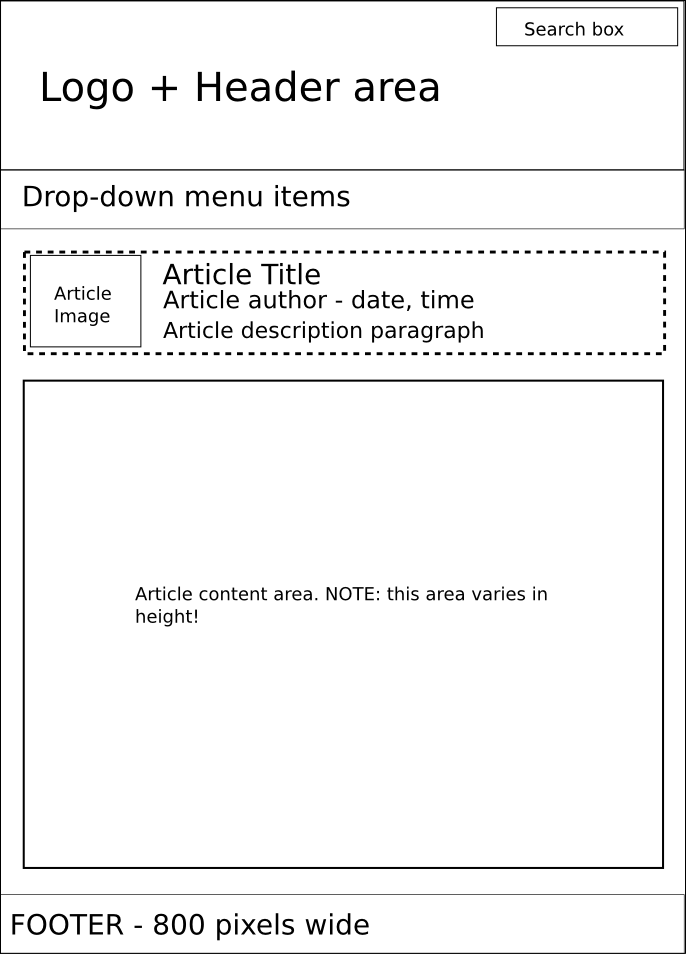 Search box
Logo + Header area
Drop-down menu items
Article
Image
Article Title
Article author - date, time
Article description paragraph
Article content area. NOTE: this area varies in
height!
FOOTER - 800 pixels wide